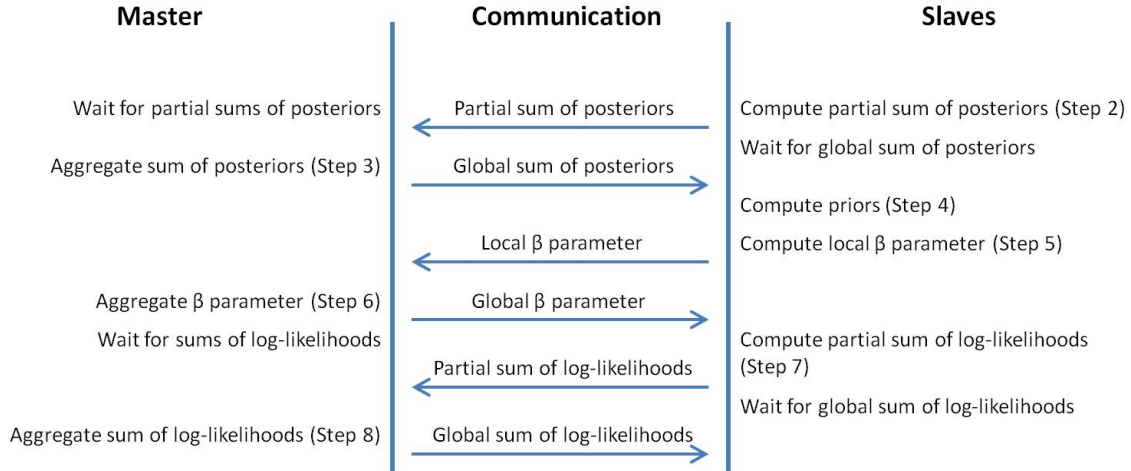 Master Communication Slaves
Wait for partial sums of posteriors Partial sum of posteriors Compute partial sum of posteriors (Step 2)
Wait for global sum of posteriors
Aggregate sum of posteriors (Step 3) Global sum of posteriors
Compute priors (Step 4)
Local β parameter Compute local β parameter (Step 5)
Aggregate β parameter (Step 6) Global β parameter
Wait for sums of log-likelihoods Compute partial sum of log-likelihoods
(Step 7)
Partial sum of log-likelihoods
Wait for global sum of log-likelihoods
Aggregate sum of log-likelihoods (Step 8) Global sum of log-likelihoods